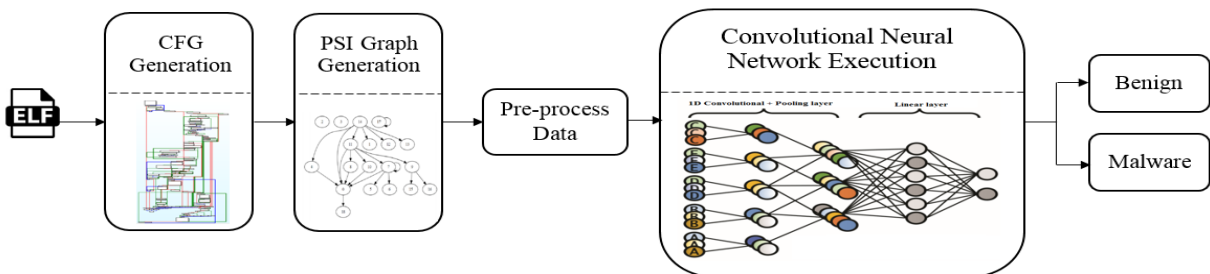 ELF
CFG
Generation
PSI Graph
Generation
Pre-process
Data
Convolutional Neural
Network Execution
1D Convolutional + Pooling layer
Linear layer
C
E
E
E
D
D
D
B
B
B
A
A
A
Benign
Malware